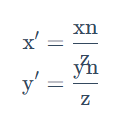 x′ = xn/z
y′ = yn/z